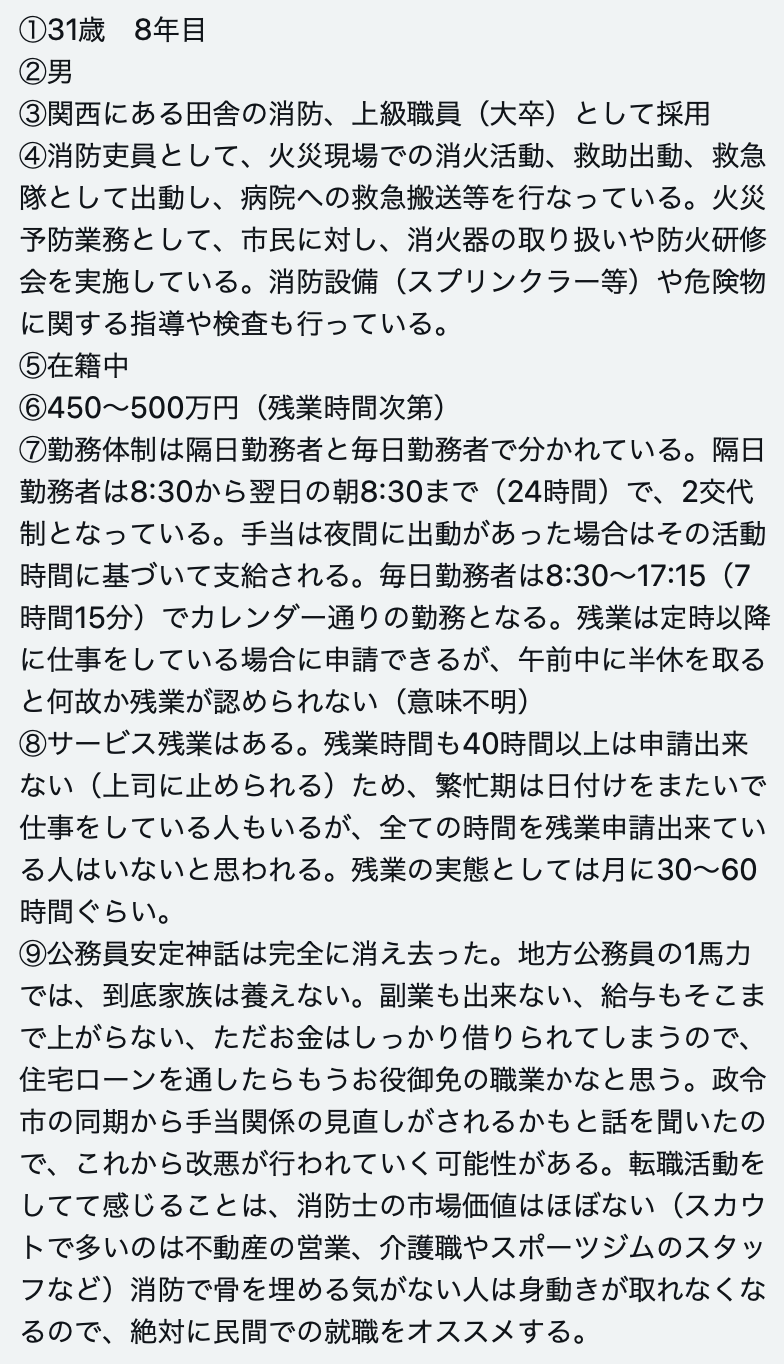 ①31歳　8年目
②男
③関西にある田舎の消防、上級職員（大卒）として採用
④消防吏員として、火災現場での消火活動、救助出動、救急
隊として出動し、病院への救急搬送等を行なっている。火災
予防業務として、市民に対し、消火器の取り扱いや防火研修
会を実施している。消防設備（スプリンクラー等）や危険物
に関する指導や検査も行っている。
⑤在籍中
⑥450〜500万円（残業時間次第）
⑦勤務体制は隔日勤務者と毎日勤務者で分かれている。隔日
勤務者は8:30から翌日の朝8:30まで（24時間）で、2交代
制となっている。手当は夜間に出動があった場合はその活動
時間に基づいて支給される。毎日勤務者は8:30〜17:15（7
時間15分）でカレンダー通りの勤務となる。残業は定時以降
に仕事をしている場合に申請できるが、午前中に半休を取る
と何故か残業が認められない（意味不明）
⑧サービス残業はある。残業時間も40時間以上は申請出来
ない（上司に止められる）ため、繁忙期は日付けをまたいで
仕事をしている人もいるが、全ての時間を残業申請出来てい
る人はいないと思われる。残業の実態としては月に30〜60
時間ぐらい。
⑨公務員安定神話は完全に消え去った。地方公務員の1馬力
では、到底家族は養えない。副業も出来ない、給与もそこま
で上がらない、ただお金はしっかり借りられてしまうので、
住宅ローンを通したらもうお役御免の職業かなと思う。政令
市の同期から手当関係の見直しがされるかもと話を聞いたの
で、これから改悪が行われていく可能性がある。転職活動を
してて感じることは、消防士の市場価値はほぼない（スカウ
トで多いのは不動産の営業、介護職やスポーツジムのスタッ
フなど）消防で骨を埋める気がない人は身動きが取れなくな
るので、絶対に民間での就職をオススメする。